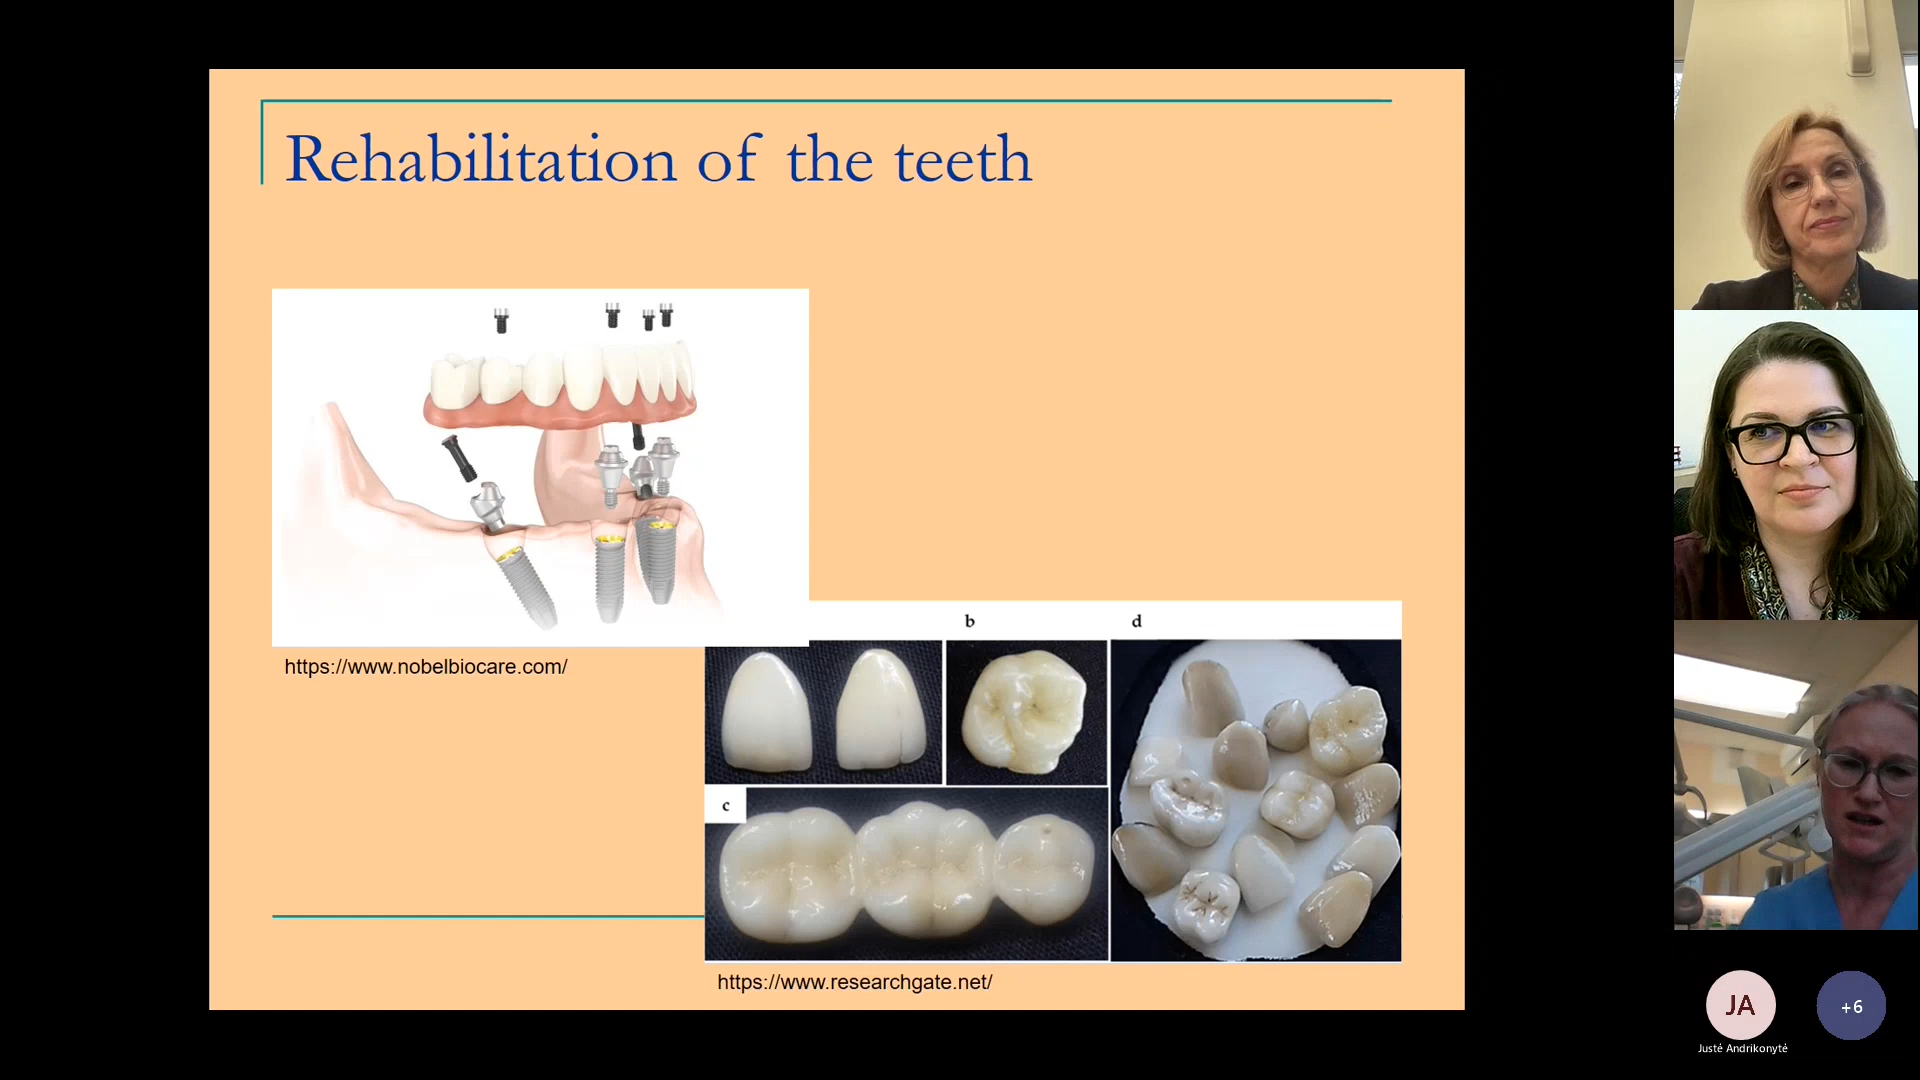 Rehabilitation of the teeth
https://www.nobelbiocare.com/
b
d
c
https://www.researchgate.net/
JA
+6
Justė Andrikonytė